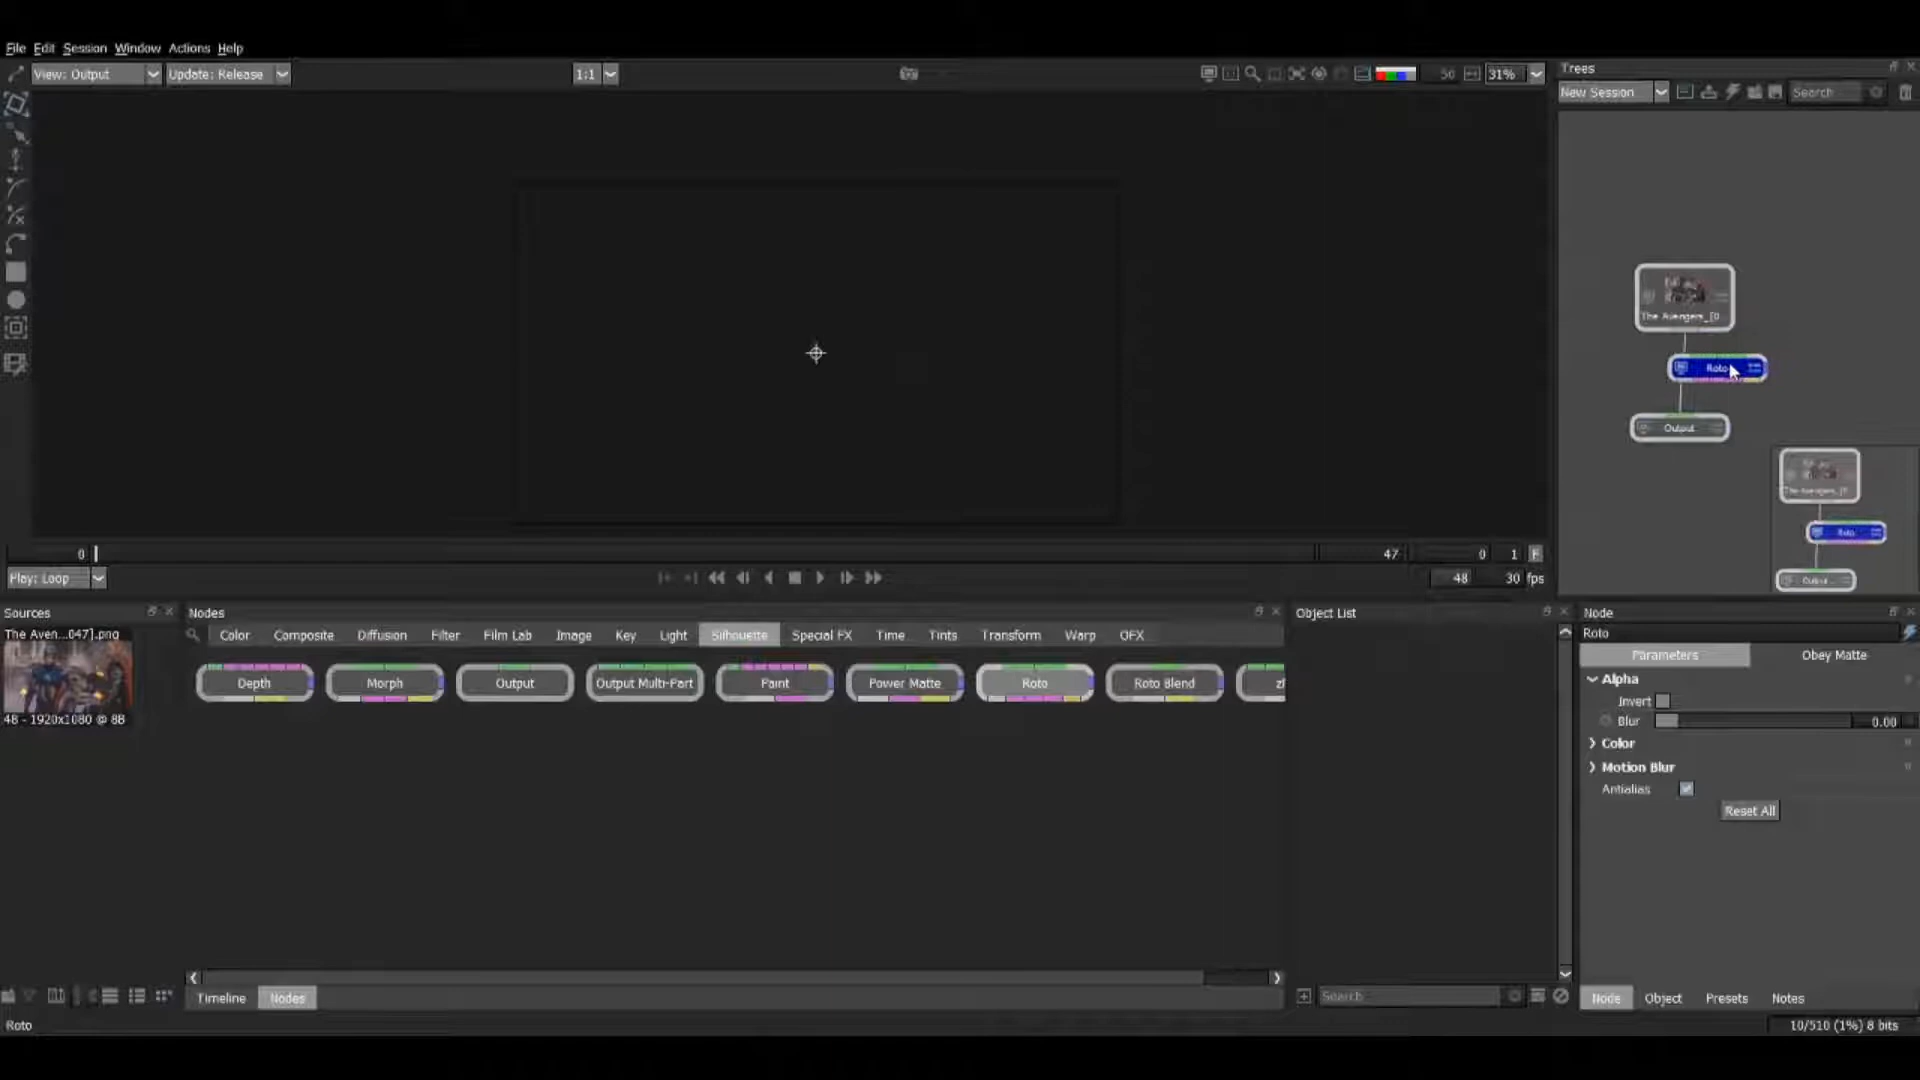 File Edit Session Window Actions Help
View: Output Update: Release 1:1 50 31%
Trees
New Session Search
The Avengers_[0
Roto
Output
The Avengers_[0
Roto
Output
0 47 0 1 F
Play: Loop 48 30 fps
Sources
The Aven...047].png
48 - 1920x1080 @ 8B
Nodes
Color Composite Diffusion Filter Film Lab Image Key Light Silhouette Special FX Time Tints Transform Warp OFX
Depth Morph Output Output Multi-Part Paint Power Matte Roto Roto Blend
Object List
Node
Roto
Parameters Obey Matte
Alpha
Invert
Blur 0.00
Color
Motion Blur
Antialias
Reset All
Timeline Nodes
Search
Node Object Presets Notes
Roto
10/510 (1%) 8 bits